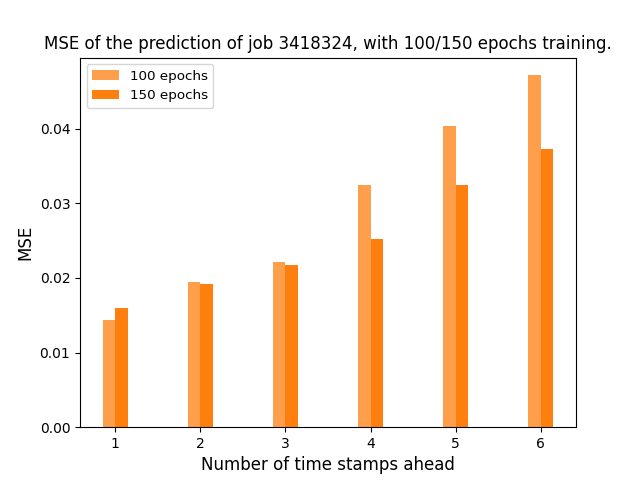 MSE of the prediction of job 3418324, with 100/150 epochs training.
100 epochs
150 epochs
MSE
0.04
0.03
0.02
0.01
0.00
1 2 3 4 5 6
Number of time stamps ahead